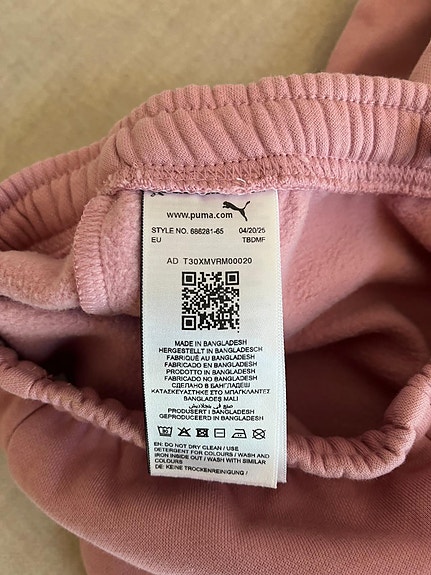 www.puma.com
STYLE NO. 686281-65 04/20/25
EU TBDMF
AD T30XMVRM00020
MADE IN BANGLADESH
HERGESTELLT IN BANGLADESCH
FABRIQUÉ AU BANGLADESH
FABRICADO EN BANGLADESH
PRODOTTO IN BANGLADESH
FABRICADO NO BANGLADESH
СДЕЛАНО В БАНГЛАДЕШ
ΚΑΤΑΣΚΕΥΑΣΤΗΚΕ ΣΤΟ ΜΠΑΓΚΛΑΝΤΕΣ
BANGLADEŞ MALI
صنع في بنجلاديش
PRODUSERT I BANGLADESH
GEPRODUCEERD IN BANGLADESH
EN: DO NOT DRY CLEAN / USE
DETERGENT FOR COLOURS / WASH AND
IRON INSIDE OUT / WASH WITH SIMILAR
COLOURS
DE: KEINE TROCKENREINIGUNG /